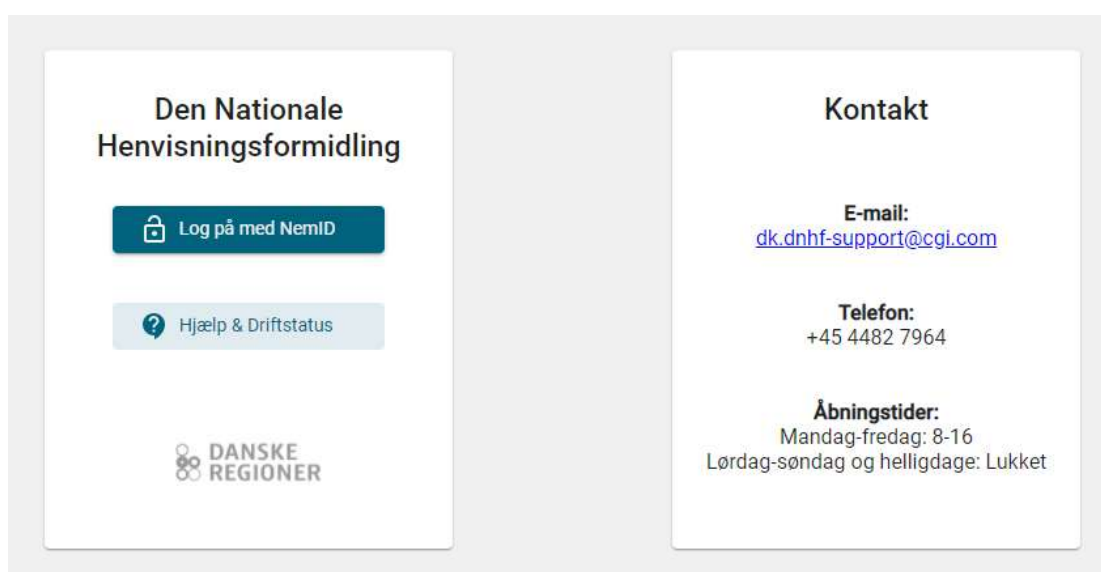 Den Nationale
Henvisningsformidling
Log på med NemID
Hjælp & Driftstatus
DANSKE
REGIONER
Kontakt
E-mail:
dk.dnhf-support@cgi.com
Telefon:
+45 4482 7964
Åbningstider:
Mandag-fredag: 8-16
Lørdag-søndag og helligdage: Lukket